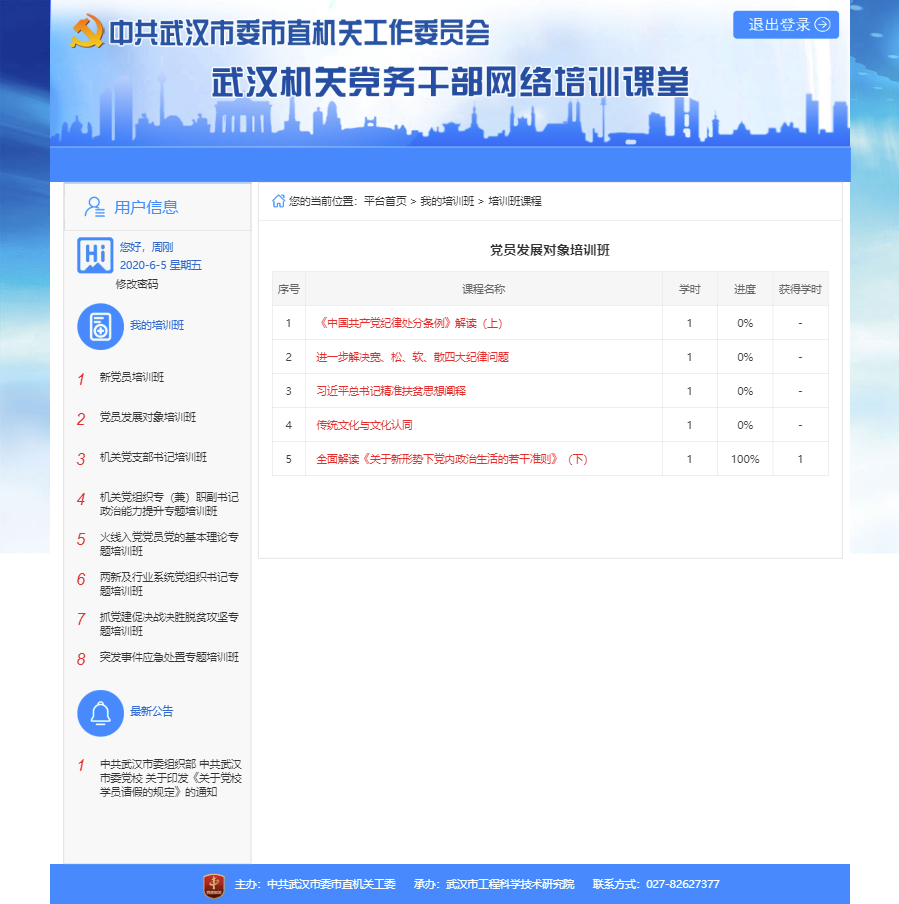 中共武汉市委市直机关工作委员会
退出登录
武汉机关党务干部网络培训课堂
用户信息
Hi
您好，周刚
2020-6-5 星期五
修改密码
我的培训班
1 新党员培训班
2 党员发展对象培训班
3 机关党支部书记培训班
4 机关党组织专（兼）职副书记
政治能力提升专题培训班
5 火线入党党员党的基本理论专
题培训班
6 两新及行业系统党组织书记专
题培训班
7 抓党建促决战决胜脱贫攻坚专
题培训班
8 突发事件应急处置专题培训班
最新公告
1 中共武汉市委组织部 中共武汉
市委党校 关于印发《关于党校
学员请假的规定》的通知
您的当前位置：平台首页 > 我的培训班 > 培训班课程
党员发展对象培训班
序号 课程名称 学时 进度 获得学时
1 《中国共产党纪律处分条例》解读（上） 1 0% -
2 进一步解决宽、松、软、散四大纪律问题 1 0% -
3 习近平总书记精准扶贫思想阐释 1 0% -
4 传统文化与文化认同 1 0% -
5 全面解读《关于新形势下党内政治生活的若干准则》（下） 1 100% 1
主办：中共武汉市委市直机关工委 承办：武汉市工程科学技术研究院 联系方式：027-82627377